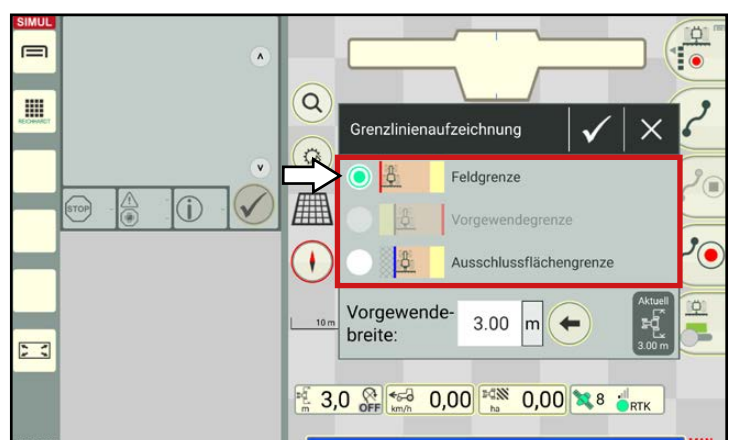 SIMUL
REICHHARDT
STOP
Grenzlinienaufzeichnung
Feldgrenze
Vorgewendegrenze
Ausschlussflächengrenze
10 m
Vorgewende-
breite:
3.00 m
Aktuell
3.00 m
m 3,0
OFF
km/h 0,00
ha 0,00
8
RTK